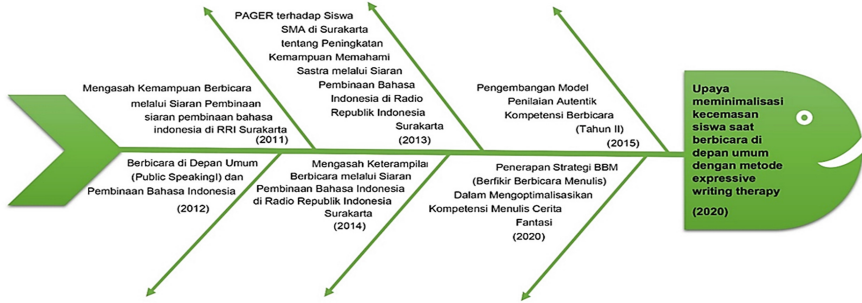 Mengasah Kemampuan Berbicara
melalui Siaran Pembinaan
siaran pembinaan bahasa
indonesia di RRI Surakarta
(2011)
PAGER terhadap Siswa
SMA di Surakarta
tentang Peningkatan
Kemampuan Memahami
Sastra melalui Siaran
Pembinaan Bahasa
Indonesia di Radio
Republik Indonesia
Surakarta
(2013)
Pengembangan Model
Penilaian Autentik
Kompetensi Berbicara
(Tahun II)
(2015)
Berbicara di Depan Umum
(Public SpeakingI) dan
Pembinaan Bahasa Indonesia
(2012)
Mengasah Keterampilar
Berbicara melalui Siaran
Pembinaan Bahasa Indonesia
di Radio Republik Indonesia
Surakarta
(2014)
Penerapan Strategi BBM
(Berfikir Berbicara Menulis)
Dalam Mengoptimalisasikan
Kompetensi Menulis Cerita
Fantasi
(2020)
Upaya
meminimalisasi
kecemasan
siswa saat
berbicara di
depan umum
dengan metode
expressive
writing therapy
(2020)